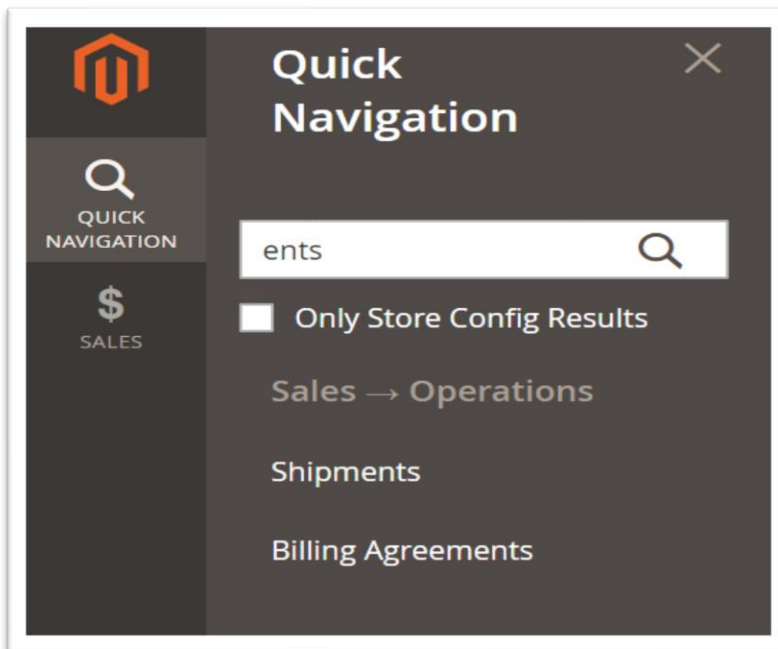 Quick
Navigation
QUICK
NAVIGATION
ents
$
SALES
Only Store Config Results
Sales → Operations
Shipments
Billing Agreements